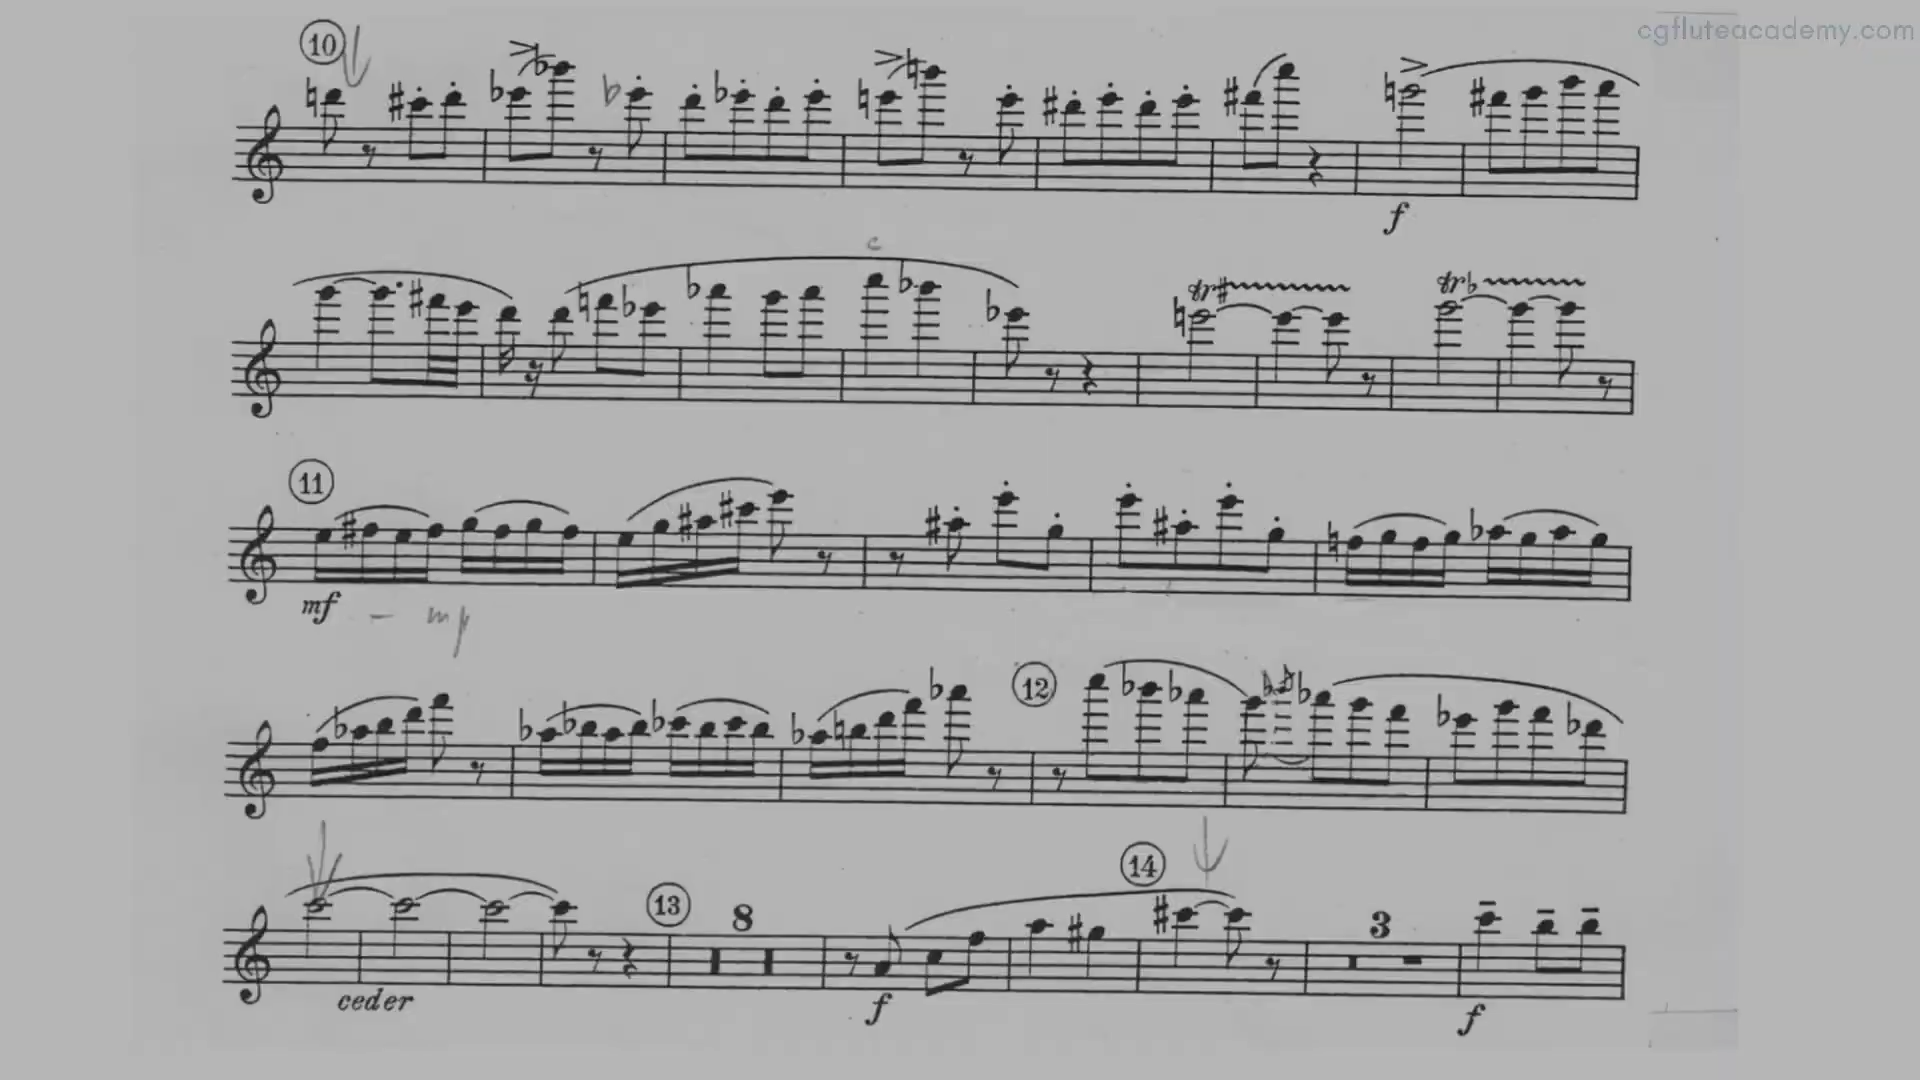 cgfluteacademy.com
10
f
c
tr
tr
11
mf mp
12
13 8 14 3
ceder f f